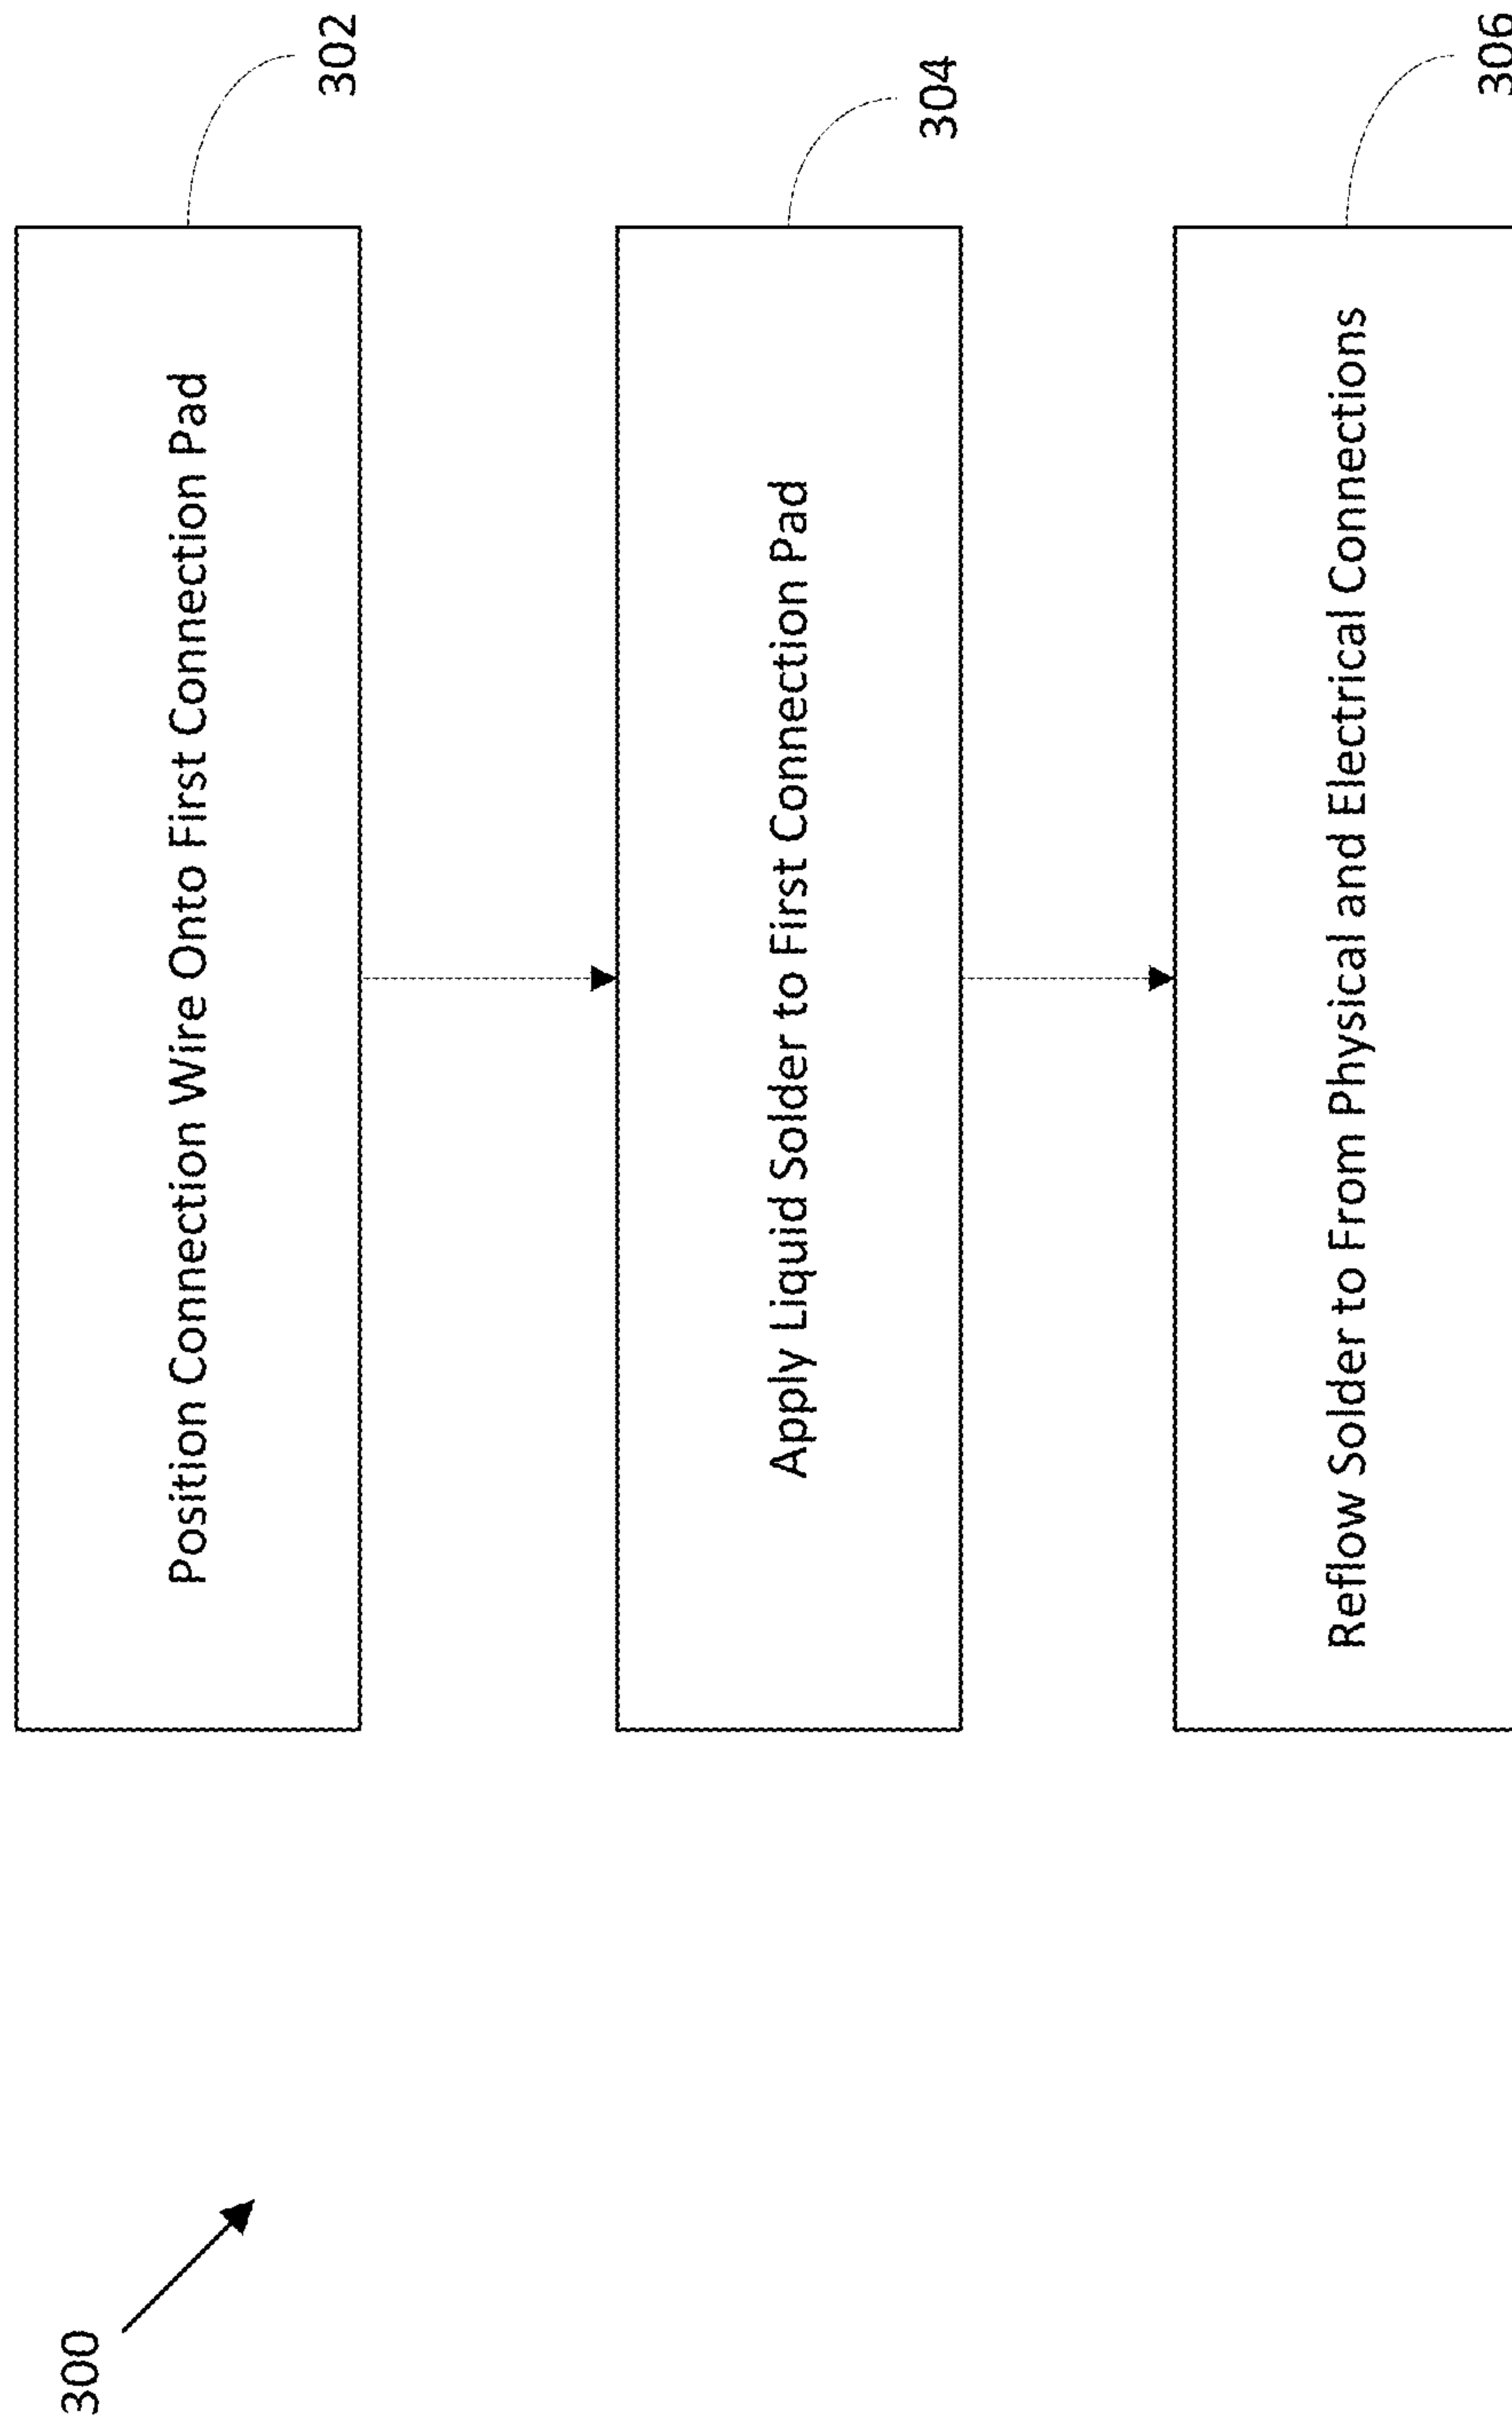 300
Position Connection Wire Onto First Connection Pad
302
Apply Liquid Solder to First Connection Pad
304
Reflow Solder to From Physical and Electrical Connections
306